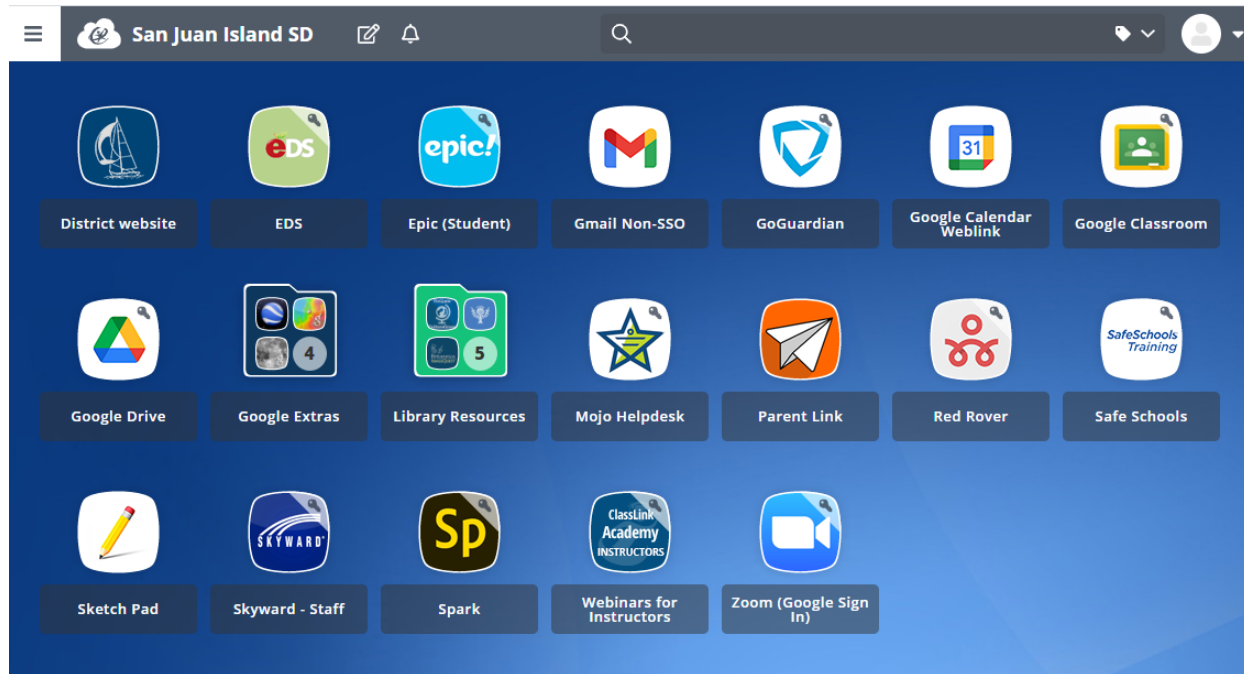 San Juan Island SD
EDS
epic!
31
District website
EDS
Epic (Student)
Gmail Non-SSO
GoGuardian
Google Calendar
Weblink
Google Classroom
4
5
SafeSchools
Training
Google Drive
Google Extras
Library Resources
Mojo Helpdesk
Parent Link
Red Rover
Safe Schools
SKYWARD
Sp
ClassLink
Academy
INSTRUCTORS
Sketch Pad
Skyward - Staff
Spark
Webinars for
Instructors
Zoom (Google Sign
In)